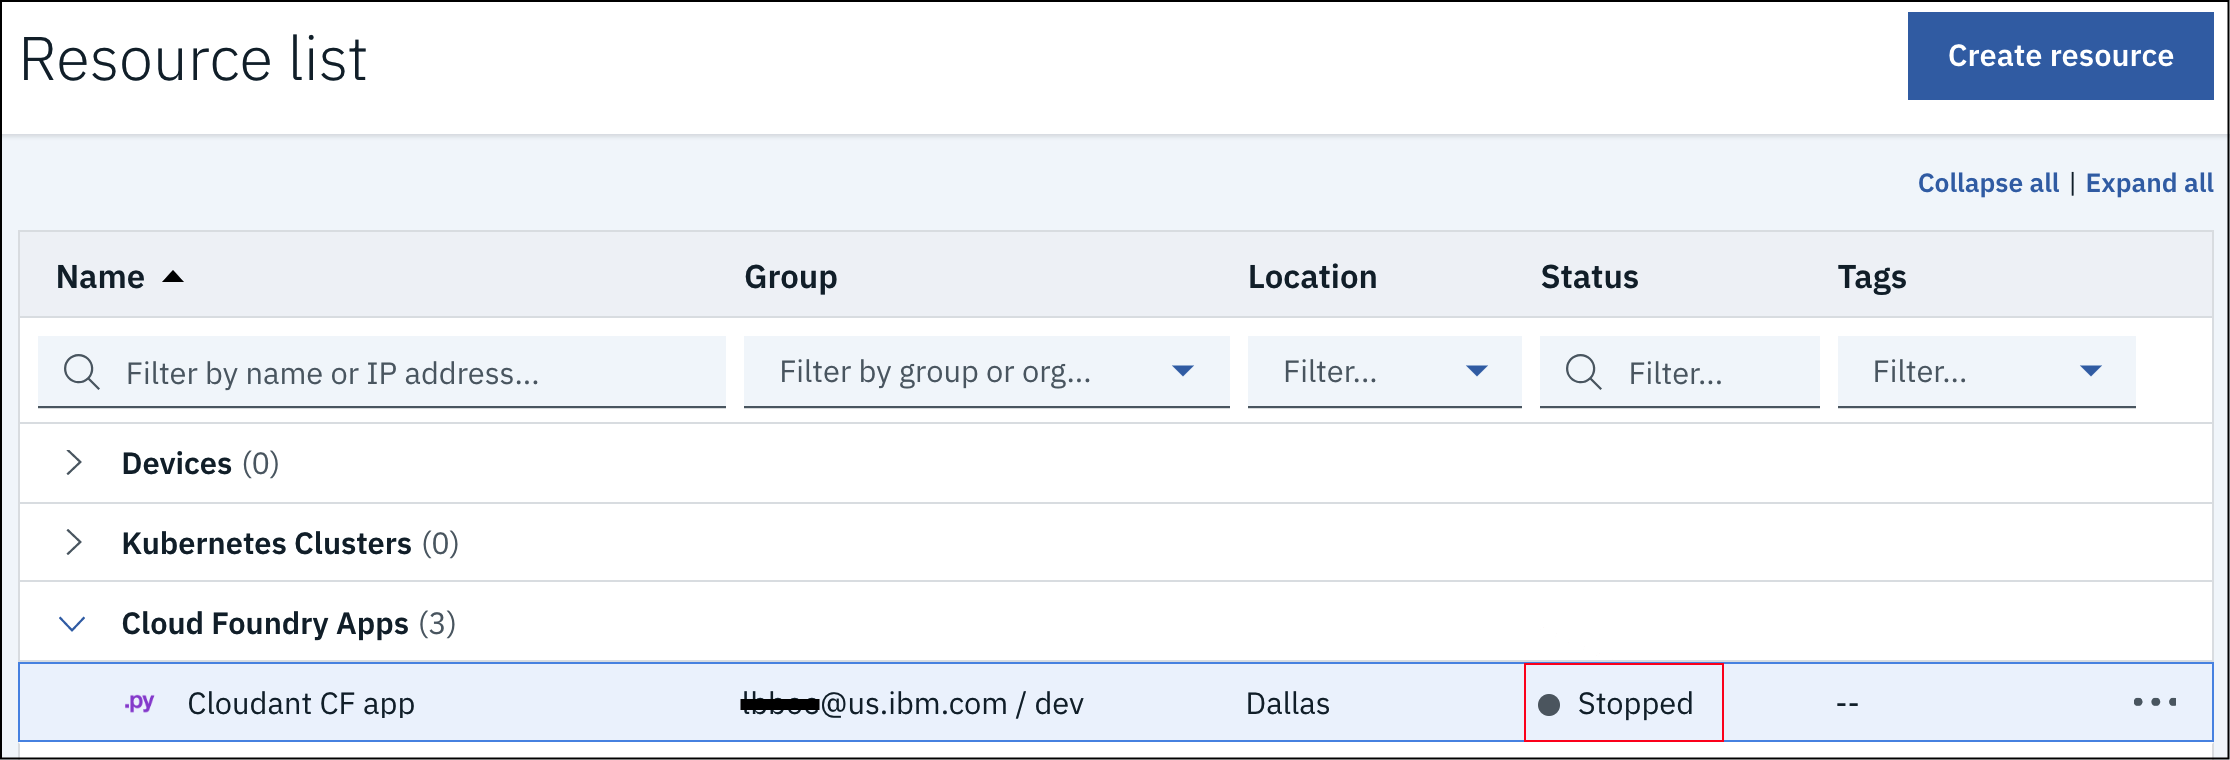 Resource list
Create resource
Collapse all | Expand all
Name Group Location Status Tags
Filter by name or IP address... Filter by group or org... Filter... Filter... Filter...
Devices (0)
Kubernetes Clusters (0)
Cloud Foundry Apps (3)
.py Cloudant CF app @us.ibm.com / dev Dallas Stopped --